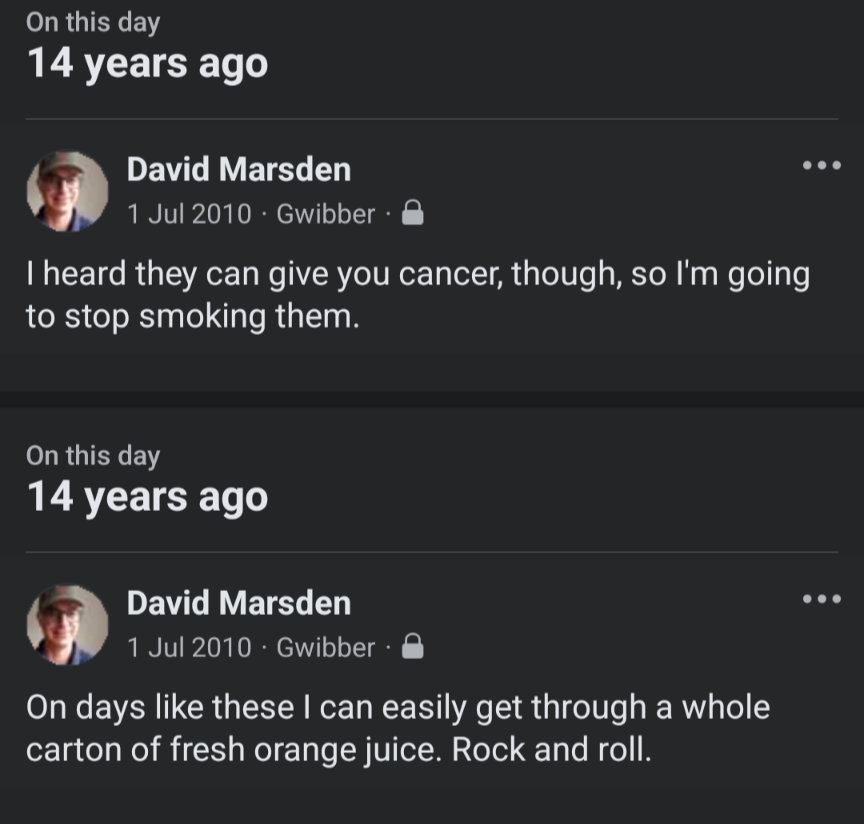 On this day
14 years ago
David Marsden
1 Jul 2010 · Gwibber ·
I heard they can give you cancer, though, so I'm going
to stop smoking them.
On this day
14 years ago
David Marsden
1 Jul 2010 · Gwibber ·
On days like these I can easily get through a whole
carton of fresh orange juice. Rock and roll.